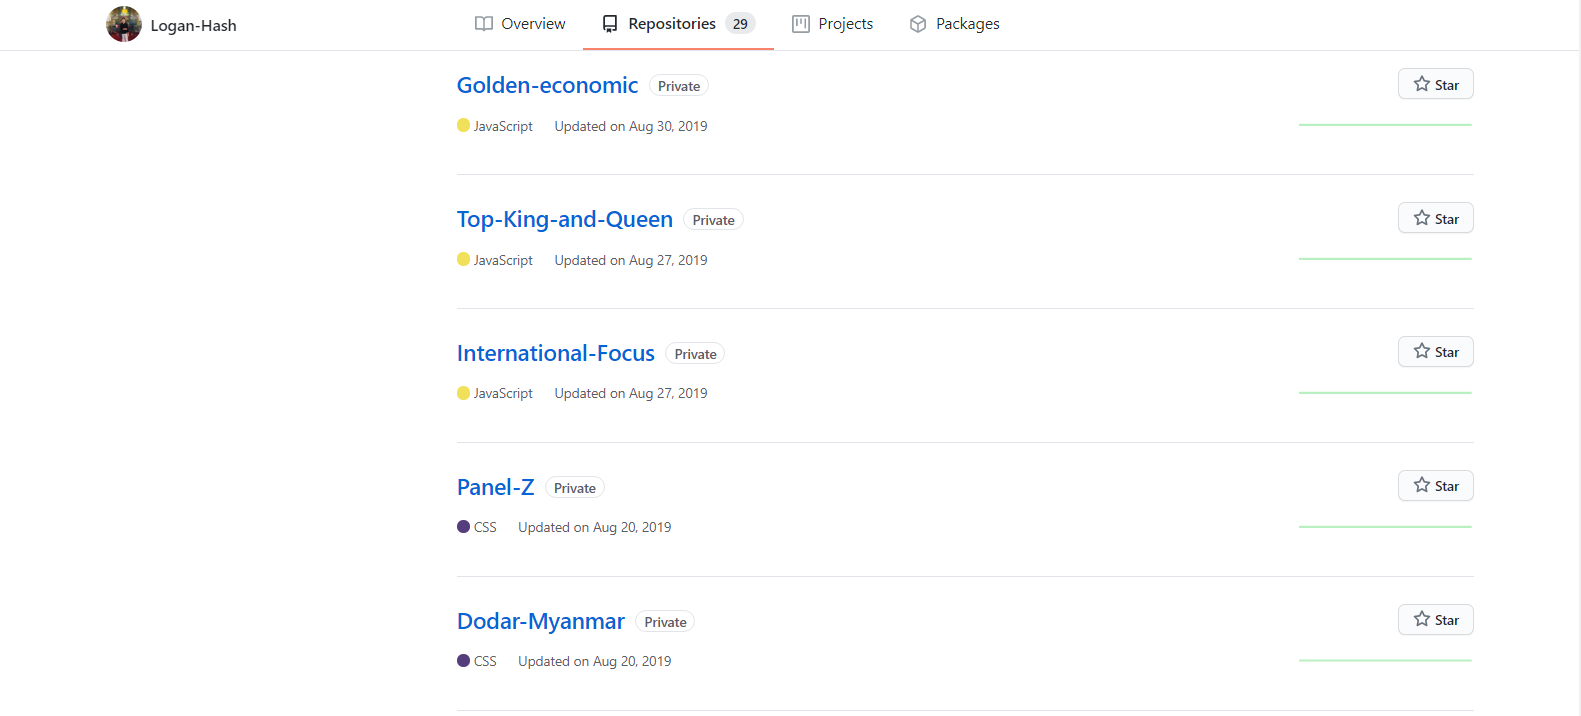 Logan-Hash Overview Repositories 29 Projects Packages
Golden-economic Private Star
JavaScript Updated on Aug 30, 2019
Top-King-and-Queen Private Star
JavaScript Updated on Aug 27, 2019
International-Focus Private Star
JavaScript Updated on Aug 27, 2019
Panel-Z Private Star
CSS Updated on Aug 20, 2019
Dodar-Myanmar Private Star
CSS Updated on Aug 20, 2019